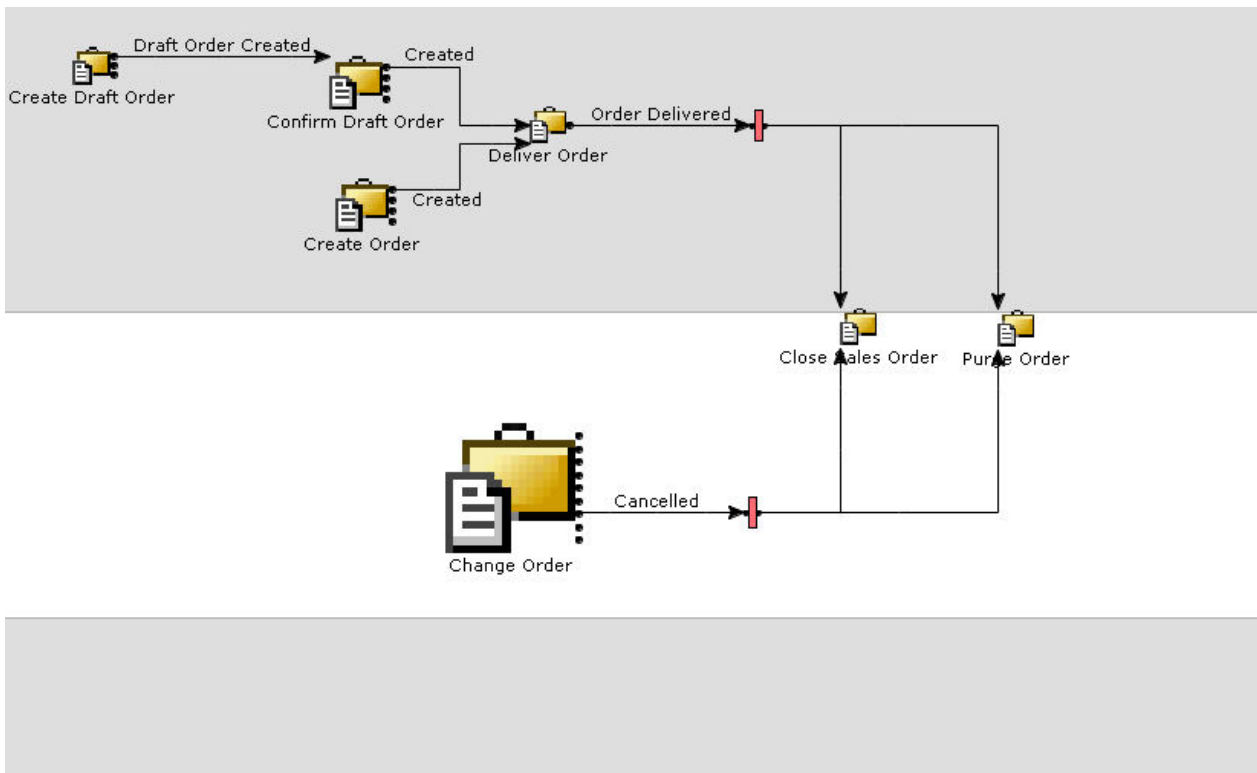 Draft Order Created
Created
Create Draft Order
Confirm Draft Order
Order Delivered
Deliver Order
Created
Create Order
Close Sales Order
Purge Order
Cancelled
Change Order